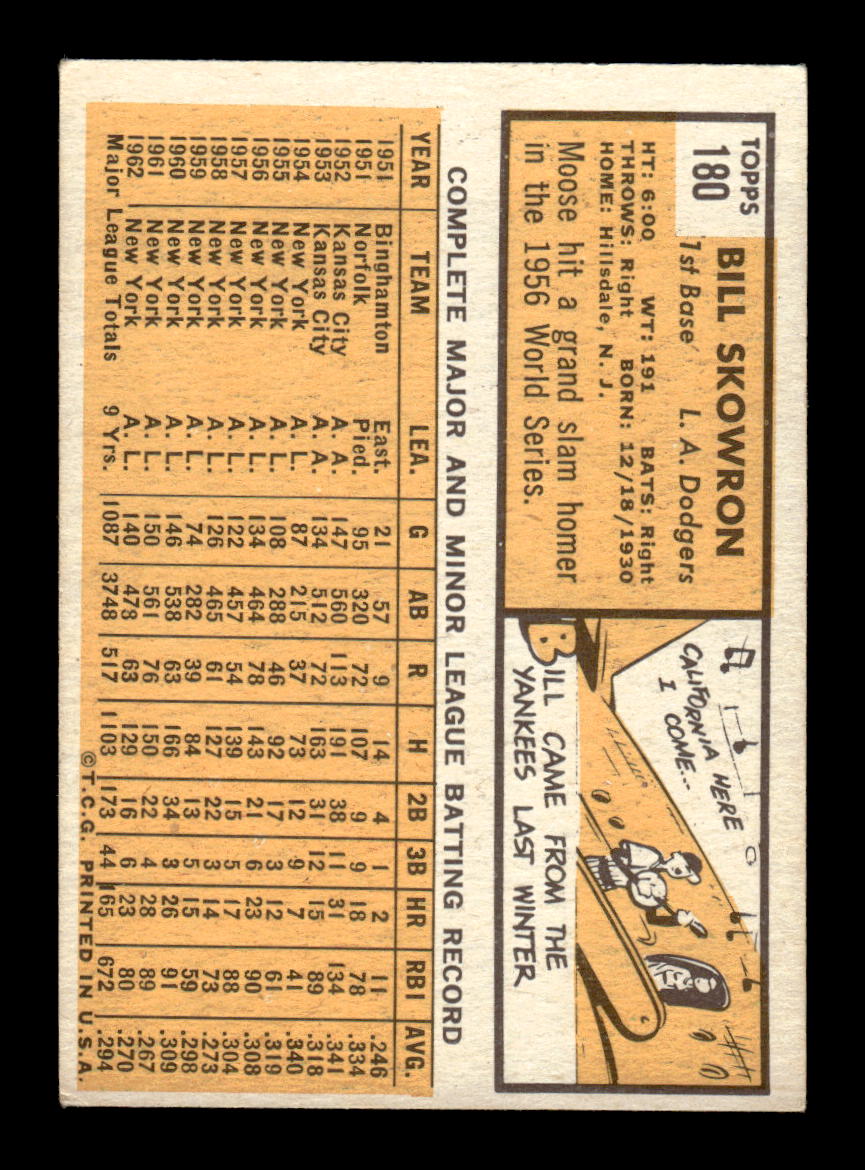 TOPPS
180
BILL SKOWRON
1st Base L. A. Dodgers
HT: 6:00 WT: 191 BATS: Right
THROWS: Right BORN: 12/18/1930
HOME: Hillsdale, N. J.
Moose hit a grand slam homer
in the 1956 World Series.
CALIFORNIA HERE
I COME...
BILL CAME FROM THE
YANKEES LAST WINTER
COMPLETE MAJOR AND MINOR LEAGUE BATTING RECORD
YEAR TEAM LEA. G AB R H 2B 3B HR RBI AVG.
1951 Binghamton East. 21 57 9 14 4 1 2 11 .246
1951 Norfolk Pied. 95 320 72 107 9 9 18 78 .334
1952 Kansas City A. A. 147 560 113 191 38 11 31 134 .341
1953 Kansas City A. A. 134 512 72 163 31 12 15 89 .318
1954 New York A. L. 87 215 37 73 12 9 7 41 .340
1955 New York A. L. 108 288 46 92 17 3 12 61 .319
1956 New York A. L. 134 464 78 143 21 6 23 90 .308
1957 New York A. L. 122 457 54 139 15 5 17 88 .304
1958 New York A. L. 126 465 61 127 22 3 14 73 .273
1959 New York A. L. 74 282 39 84 13 5 15 59 .298
1960 New York A. L. 146 538 63 166 34 3 26 91 .309
1961 New York A. L. 150 561 76 150 22 4 28 89 .267
1962 New York A. L. 140 478 63 129 16 6 23 80 .270
Major League Totals 9 Yrs. 1087 3748 517 1103 173 44 165 672 .294
©T.C.G. PRINTED IN U.S.A.